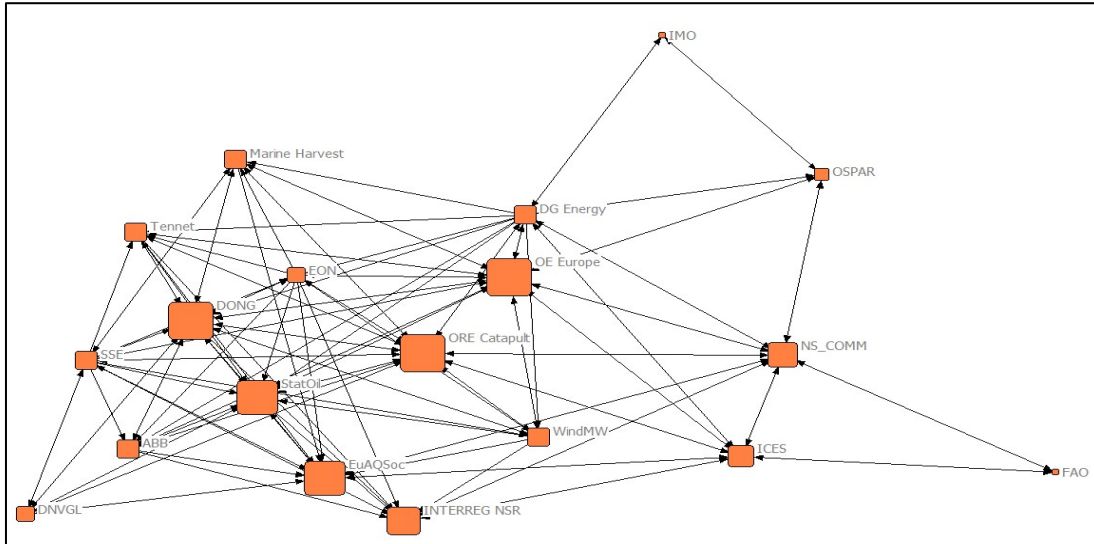 IMO
Marine Harvest
OSPAR
DG Energy
Tennet
OE Europe
EON
DONG
ORE Catapult
NS_COMM
SSE
StatOil
WindMW
ABB
ICES
EuAQSoc
FAO
DNVGL
INTERREG NSR